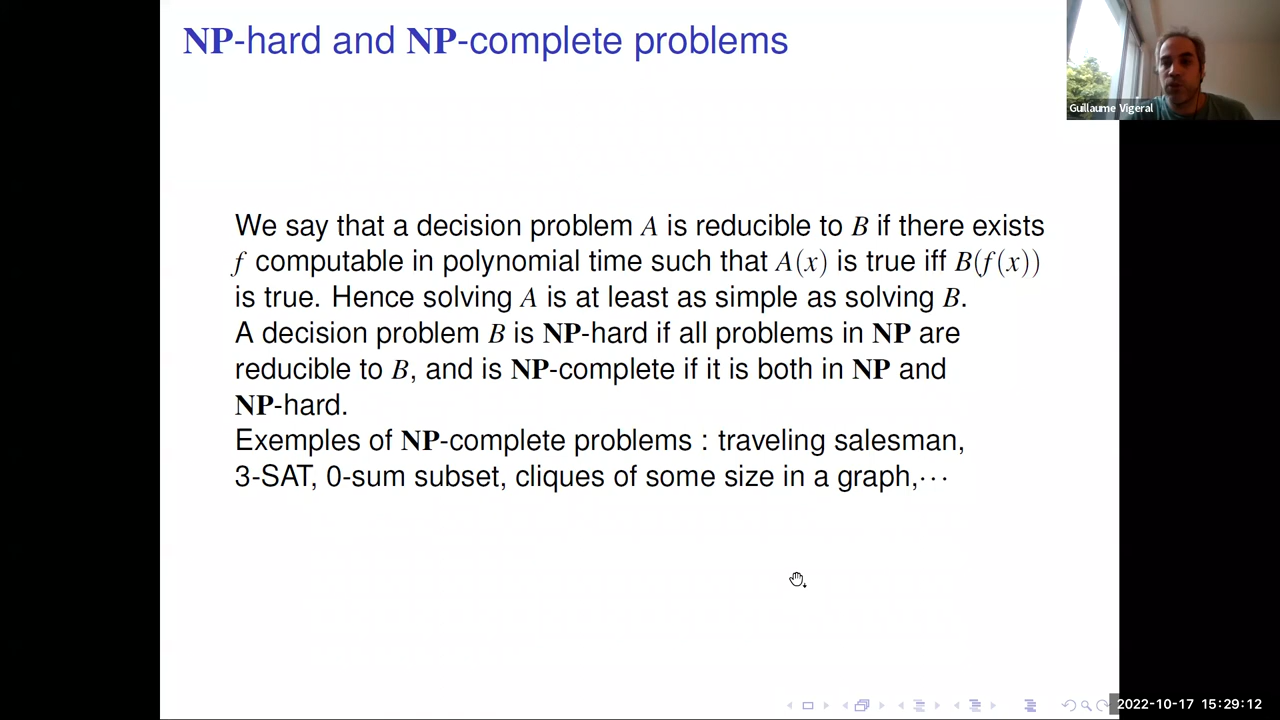 NP-hard and NP-complete problems
Guillaume Vigeral
We say that a decision problem A is reducible to B if there exists
f computable in polynomial time such that A(x) is true iff B(f(x))
is true. Hence solving A is at least as simple as solving B.
A decision problem B is NP-hard if all problems in NP are
reducible to B, and is NP-complete if it is both in NP and
NP-hard.
Exemples of NP-complete problems : traveling salesman,
3-SAT, 0-sum subset, cliques of some size in a graph,⋯
2022-10-17 15:29:12